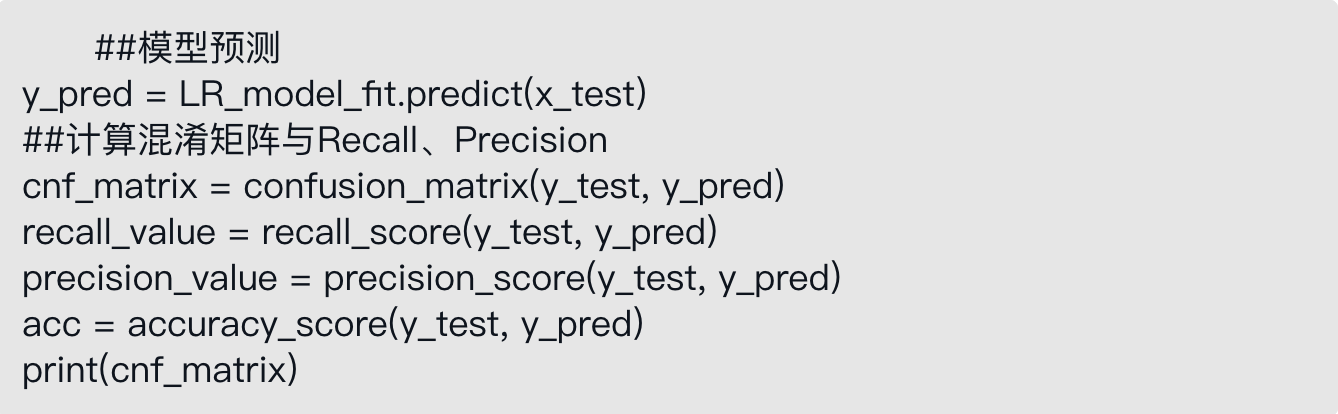 ##模型预测
y_pred = LR_model_fit.predict(x_test)
##计算混淆矩阵与Recall、Precision
cnf_matrix = confusion_matrix(y_test, y_pred)
recall_value = recall_score(y_test, y_pred)
precision_value = precision_score(y_test, y_pred)
acc = accuracy_score(y_test, y_pred)
print(cnf_matrix)